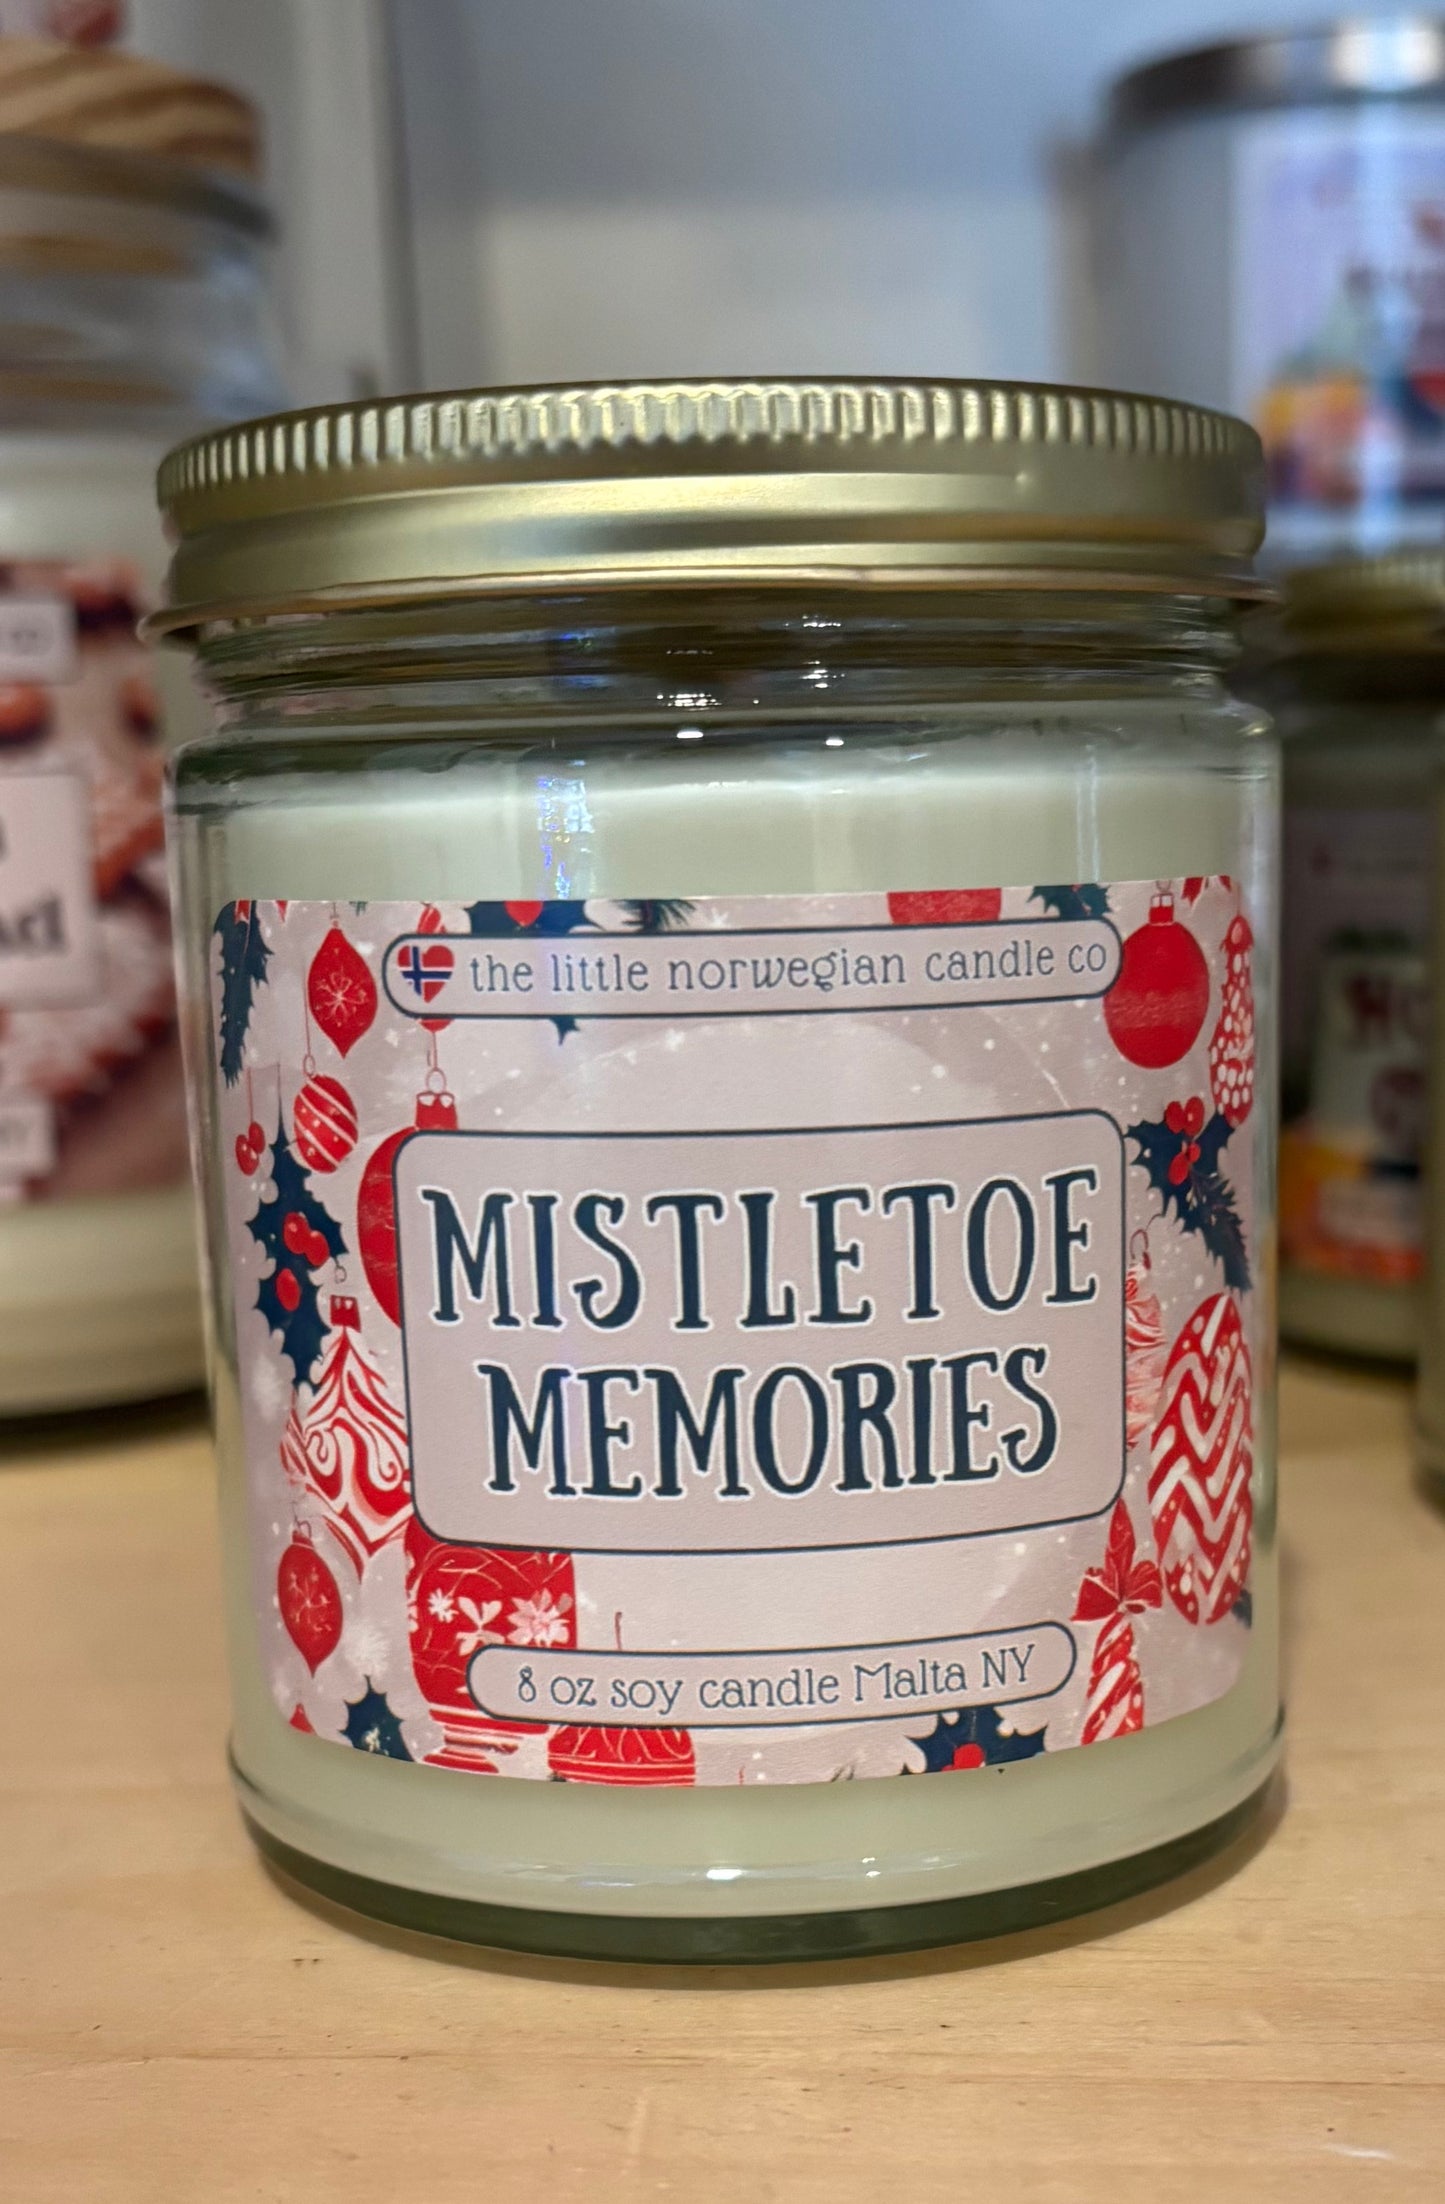 the little norwegian candle co
MISTLETOE
MEMORIES
8 oz soy candle Malta NY